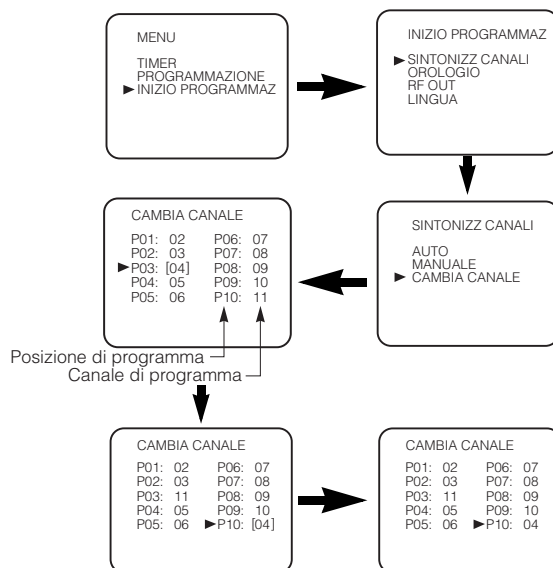 MENU
TIMER
PROGRAMMAZIONE
►INIZIO PROGRAMMAZ
INIZIO PROGRAMMAZ
►SINTONIZZ CANALI
OROLOGIO
RF OUT
LINGUA
SINTONIZZ CANALI
AUTO
MANUALE
► CAMBIA CANALE
CAMBIA CANALE
P01: 02 P06: 07
P02: 03 P07: 08
►P03: [04] P08: 09
P04: 05 P09: 10
P05: 06 P10: 11
Posizione di programma
Canale di programma
CAMBIA CANALE
P01: 02 P06: 07
P02: 03 P07: 08
P03: 11 P08: 09
P04: 05 P09: 10
P05: 06 ►P10: [04]
CAMBIA CANALE
P01: 02 P06: 07
P02: 03 P07: 08
P03: 11 P08: 09
P04: 05 P09: 10
P05: 06 ►P10: 04